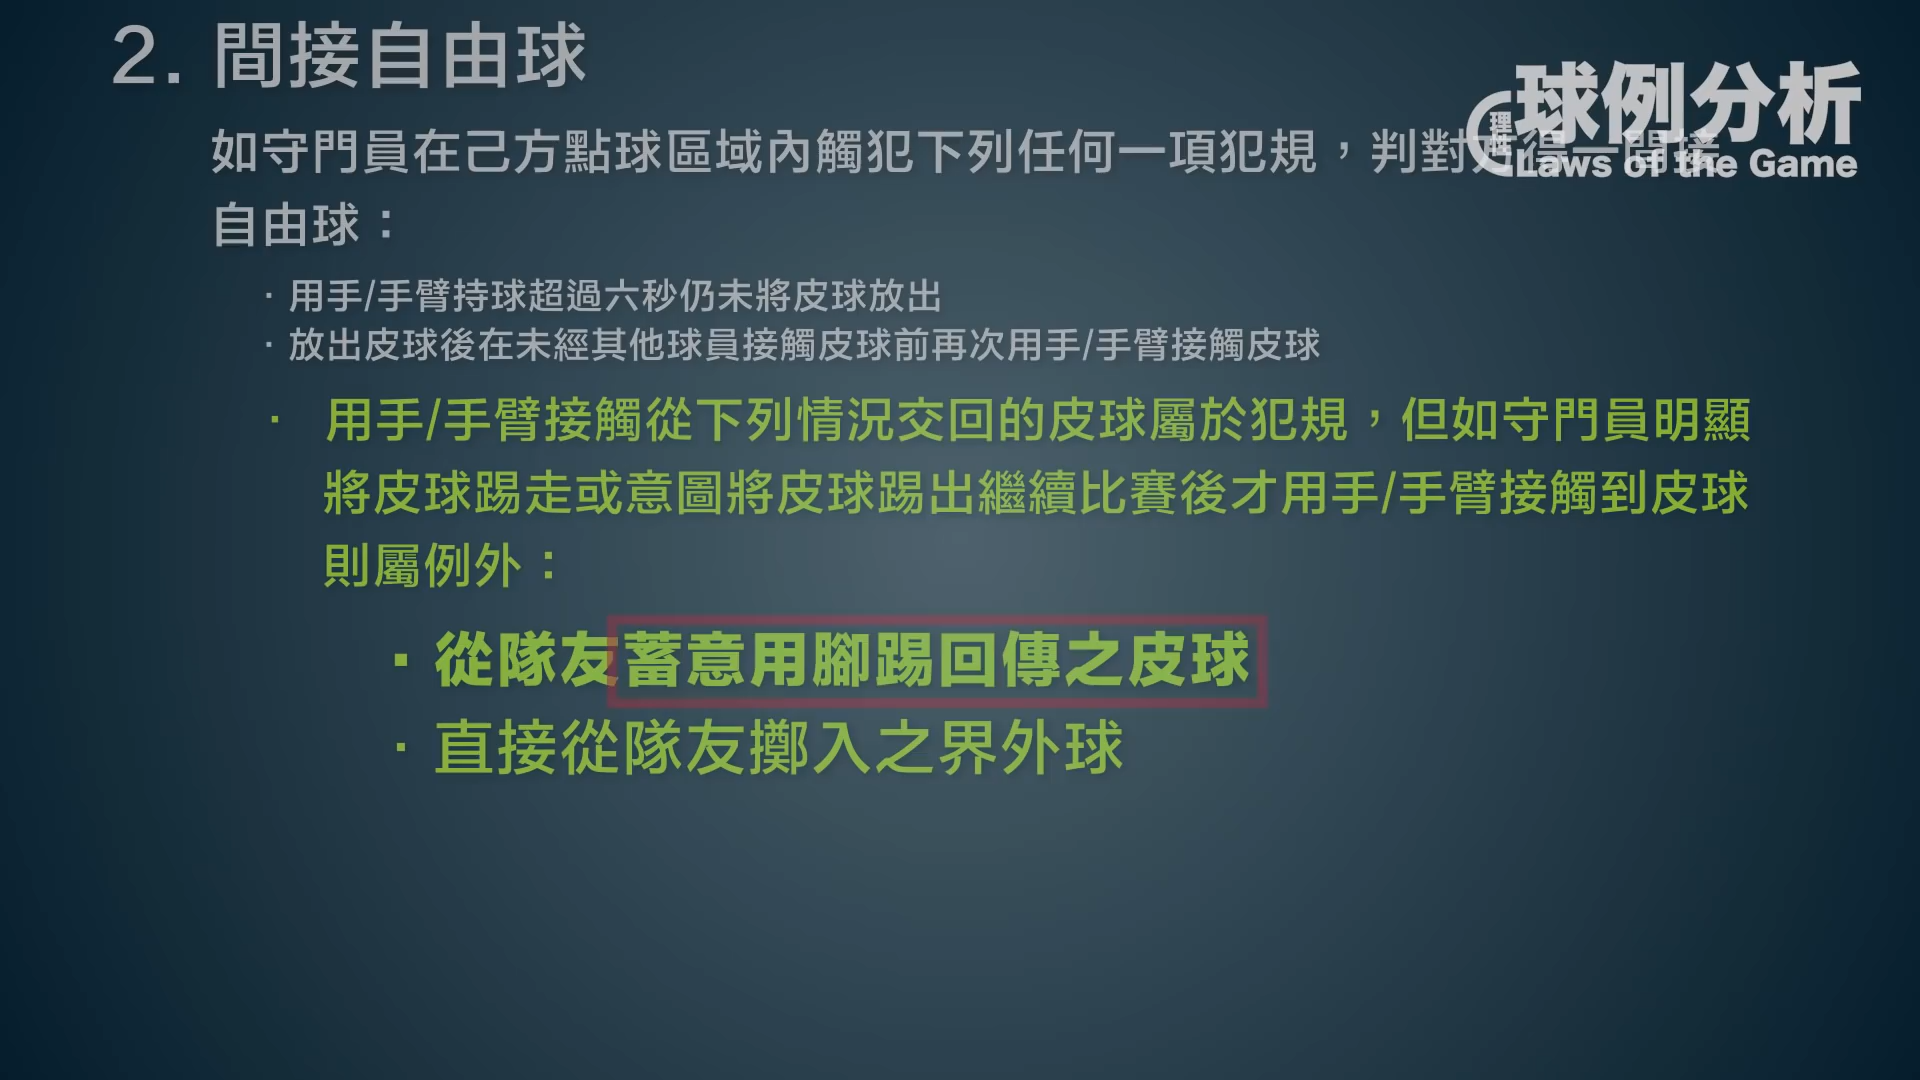 2. 間接自由球
球例分析
理性
Laws of the Game
如守門員在己方點球區域內觸犯下列任何一項犯規，判對方得一間接
自由球：
· 用手/手臂持球超過六秒仍未將皮球放出
· 放出皮球後在未經其他球員接觸皮球前再次用手/手臂接觸皮球
· 用手/手臂接觸從下列情況交回的皮球屬於犯規，但如守門員明顯
將皮球踢走或意圖將皮球踢出繼續比賽後才用手/手臂接觸到皮球
則屬例外：
· 從隊友蓄意用腳踢回傳之皮球
· 直接從隊友擲入之界外球